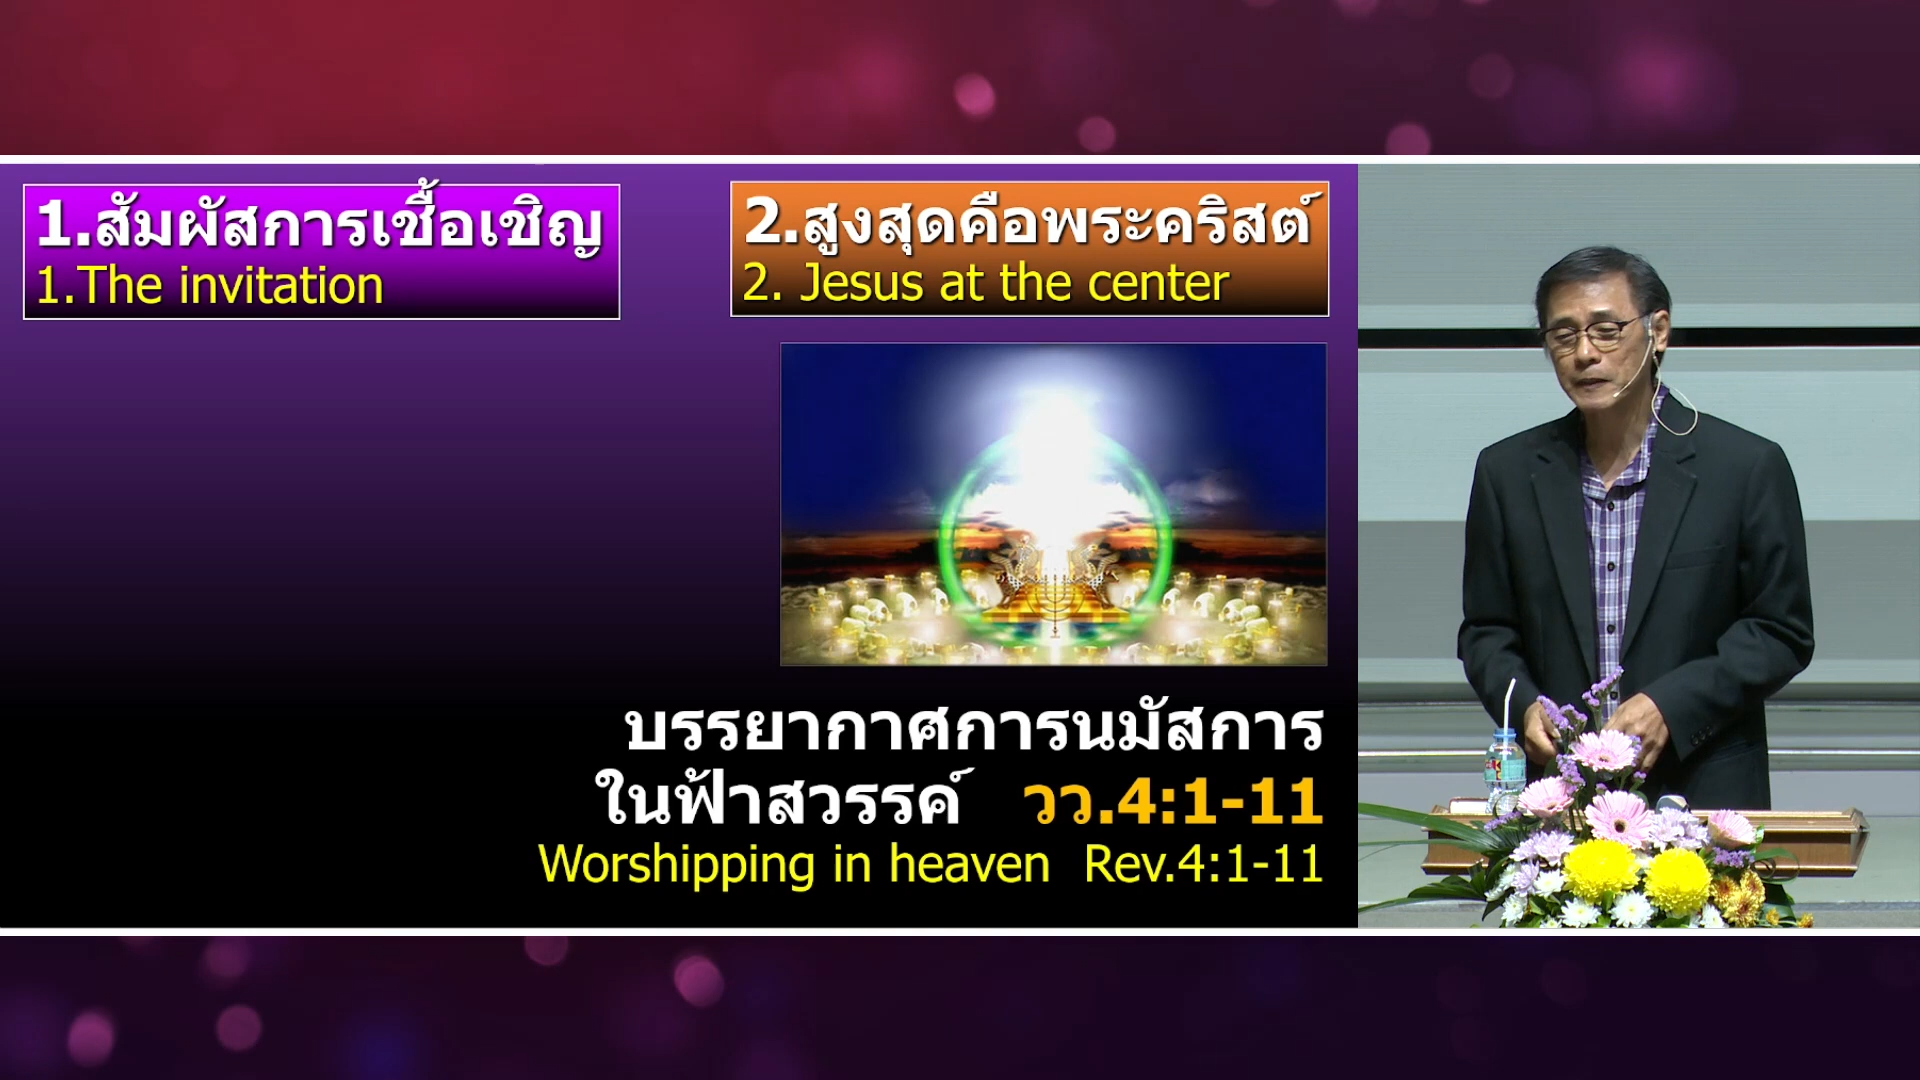 1.สัมผัสการเชื้อเชิญ
1.The invitation
2.สูงสุดคือพระคริสต์
2. Jesus at the center
บรรยากาศการนมัสการ
ในฟ้าสวรรค์ วว.4:1-11
Worshipping in heaven Rev.4:1-11